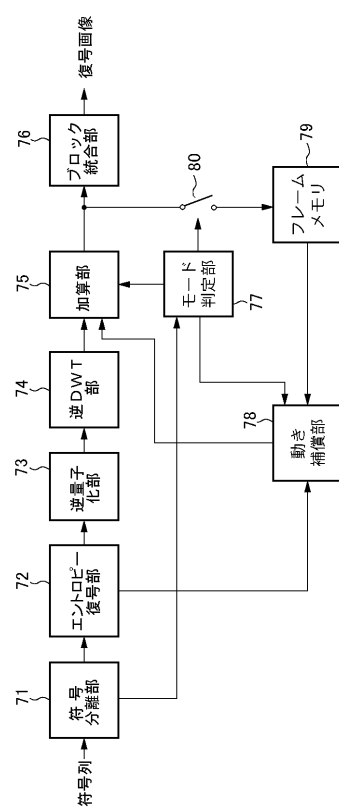 符号列
71
符号
分離部
72
エントロピー
復号部
73
逆量子
化部
74
逆DWT
部
75
加算部
76
ブロック
統合部
復号画像
モード
判定部
77
80
78
動き
補償部
79
フレーム
メモリ